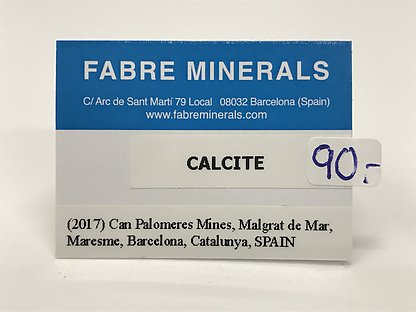 FABRE MINERALS
C/ Arc de Sant Martí 79 Local 08032 Barcelona (Spain)
www.fabreminerals.com
CALCITE 90,-
(2017) Can Palomeres Mines, Malgrat de Mar,
Maresme, Barcelona, Catalunya, SPAIN